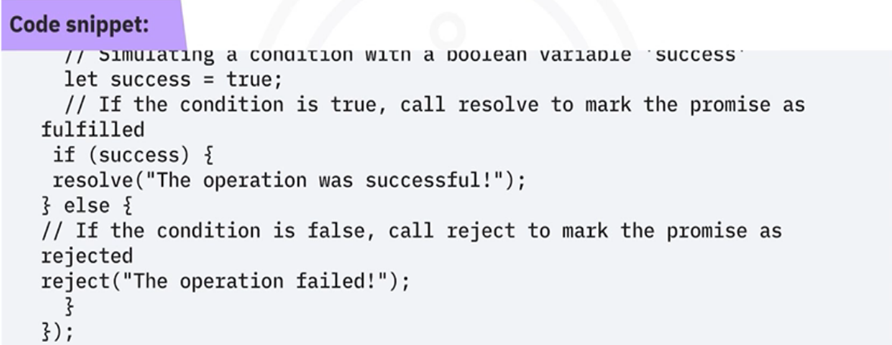 Code snippet:
// Simulating a condition with a boolean variable `success`
let success = true;
// If the condition is true, call resolve to mark the promise as
fulfilled
if (success) {
resolve("The operation was successful!");
} else {
// If the condition is false, call reject to mark the promise as
rejected
reject("The operation failed!");
}
});